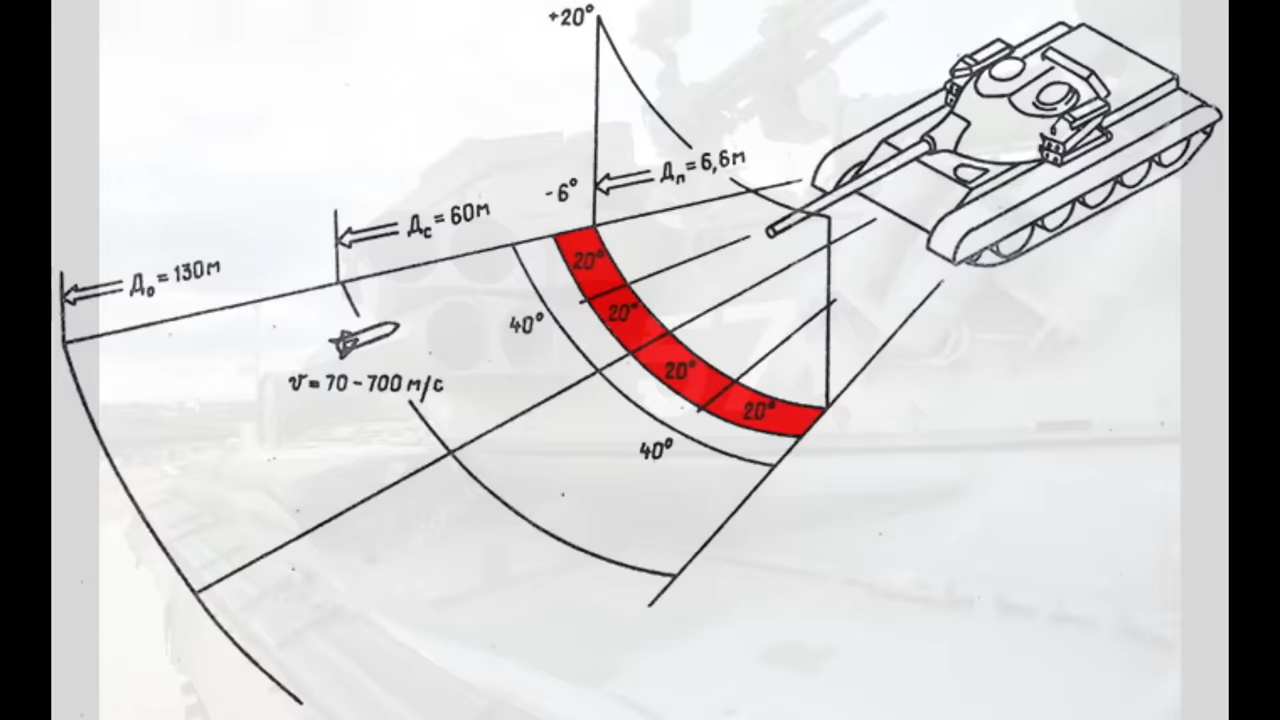 +20°
-6°
Дп = 6,6м
Дс = 60м
До = 130м
20°
20°
20°
20°
40°
40°
v = 70 - 700 м/с